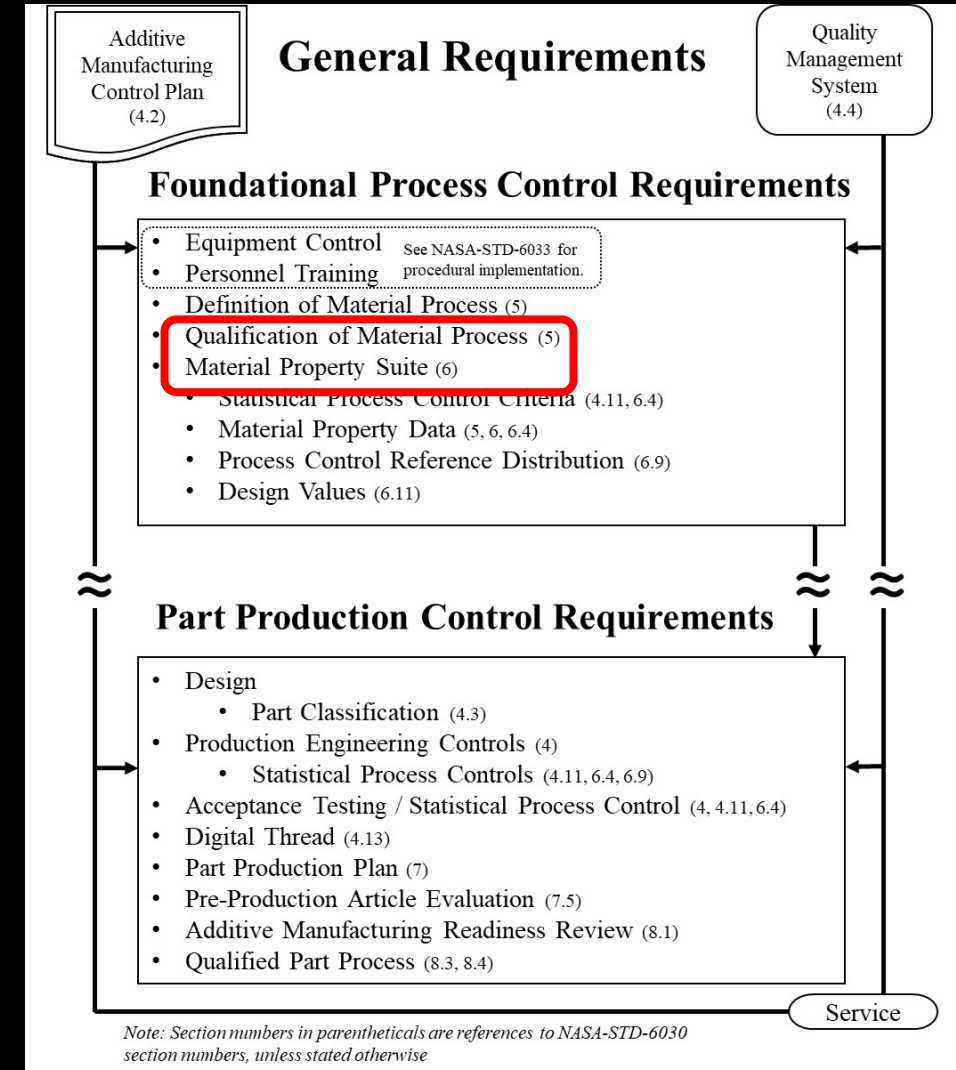 Additive
Manufacturing
Control Plan
(4.2)
General Requirements
Quality
Management
System
(4.4)
Foundational Process Control Requirements
• Equipment Control
• Personnel Training
See NASA-STD-6033 for
procedural implementation.
• Definition of Material Process (5)
• Qualification of Material Process (5)
• Material Property Suite (6)
• Statistical Process Control Criteria (4.11, 6.4)
• Material Property Data (5, 6, 6.4)
• Process Control Reference Distribution (6.9)
• Design Values (6.11)
≈ ≈ ≈
Part Production Control Requirements
• Design
• Part Classification (4.3)
• Production Engineering Controls (4)
• Statistical Process Controls (4.11, 6.4, 6.9)
• Acceptance Testing / Statistical Process Control (4, 4.11, 6.4)
• Digital Thread (4.13)
• Part Production Plan (7)
• Pre-Production Article Evaluation (7.5)
• Additive Manufacturing Readiness Review (8.1)
• Qualified Part Process (8.3, 8.4)
Service
Note: Section numbers in parentheticals are references to NASA-STD-6030
section numbers, unless stated otherwise